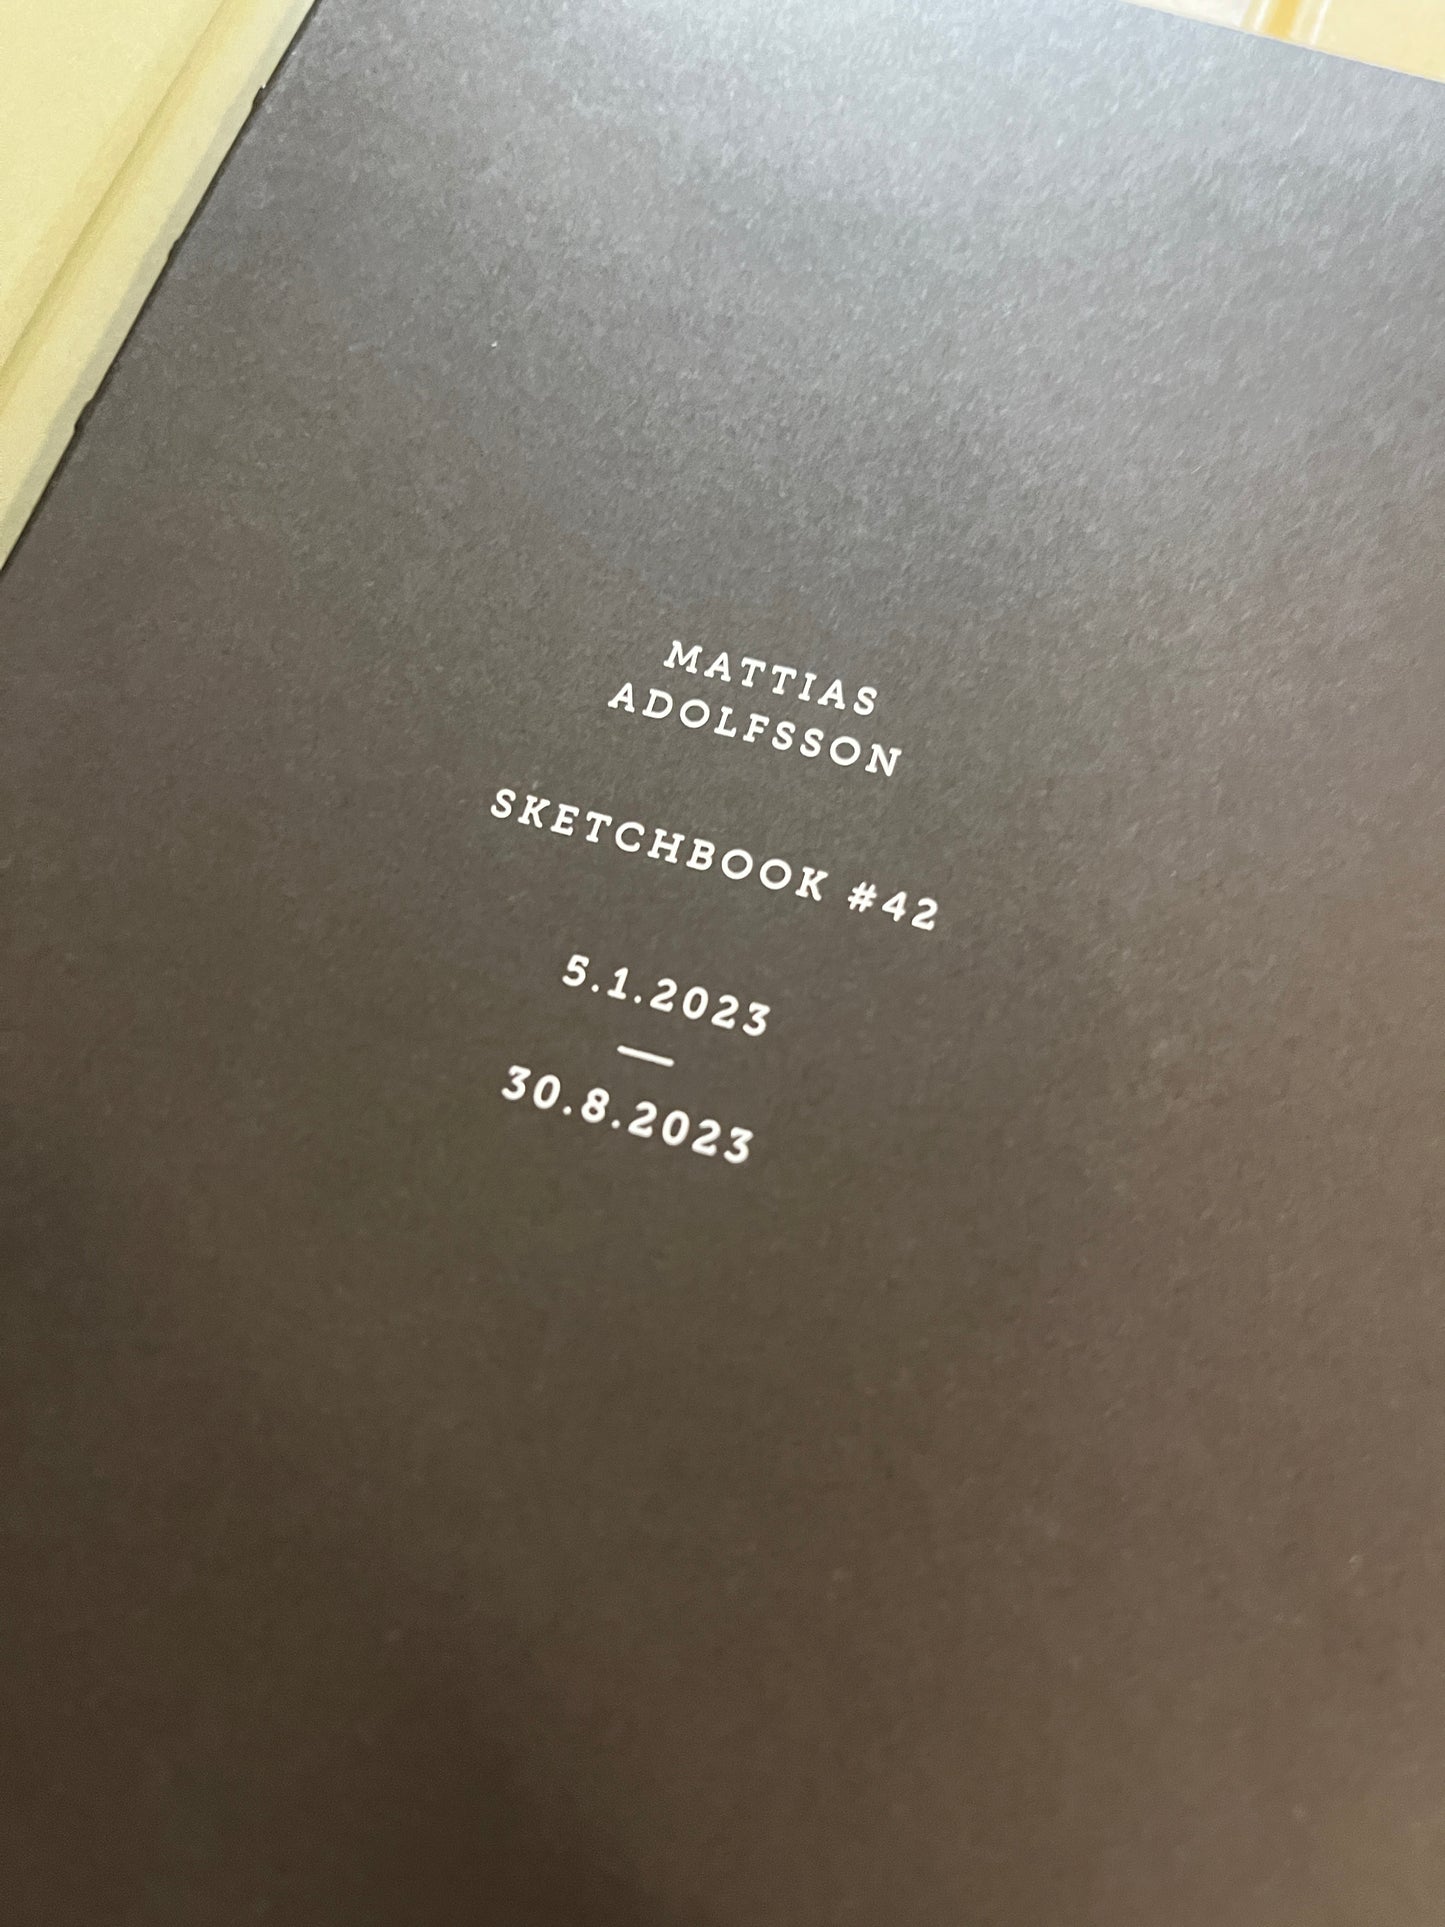 MATTIAS
ADOLFSSON
SKETCHBOOK #42
5.1.2023
—
30.8.2023